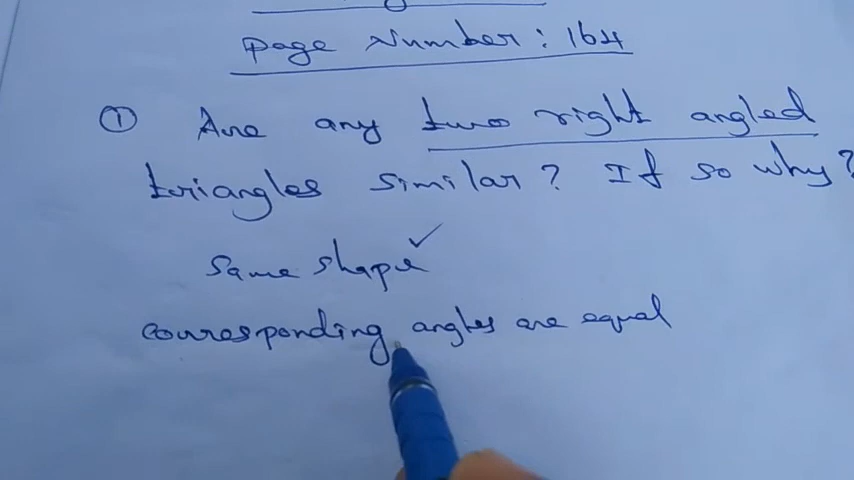 Page Number: 164
① Are any two right angled
triangles similar? If so why?
Same shape ✓
corresponding angles are equal